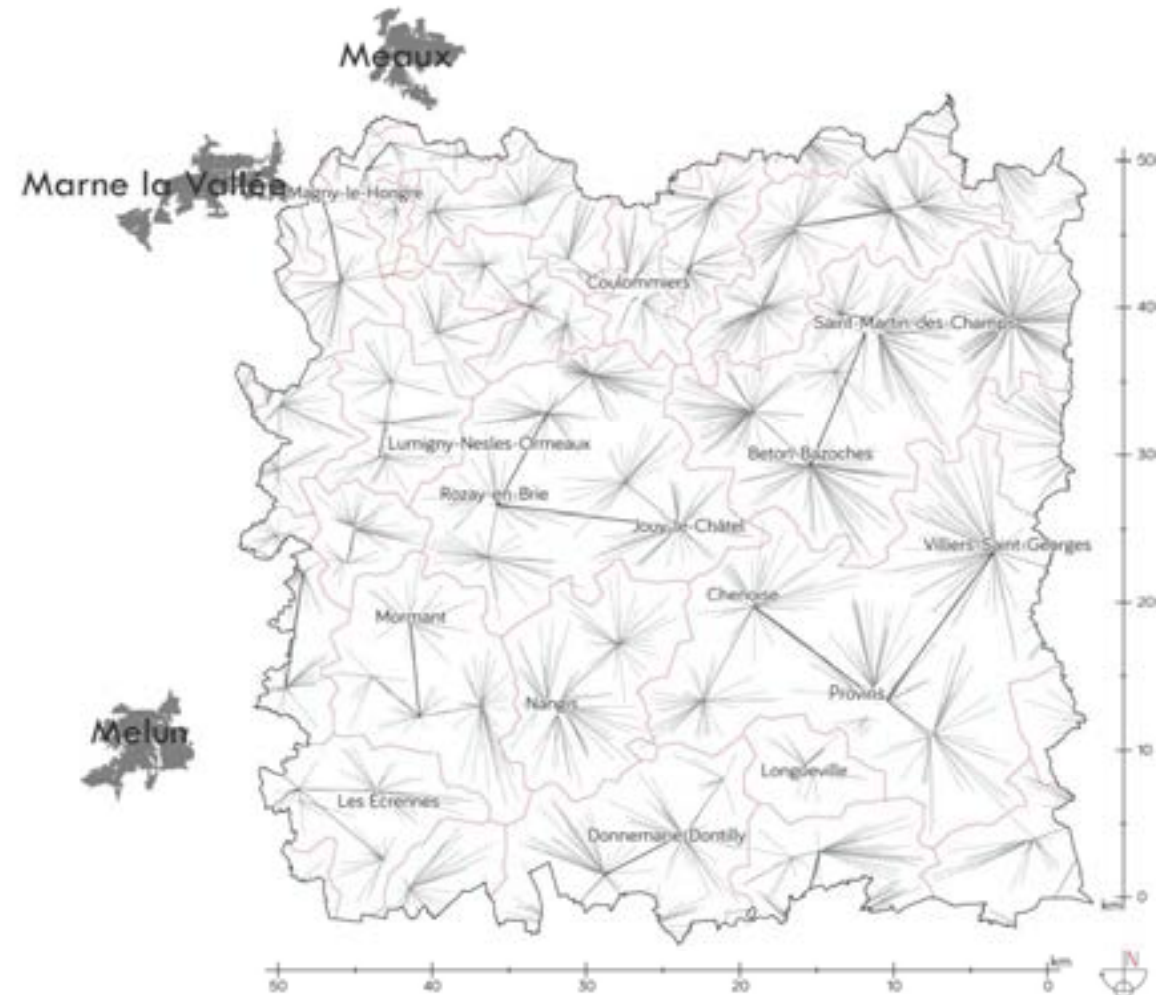 Meaux
Marne la Vallée
Magny-le-Hongre
50
Coulommiers
40
Saint-Martin-des-Champs
Lumigny-Nesles-Ormeaux
Beton-Bazoches
30
Rozay-en-Brie
Jouy-le-Châtel
Villiers-Saint-Georges
Chenoise
20
Mormant
Provins
Nangis
Melun
10
Longueville
Les Ecrennes
Donnemarie-Dontilly
0
km
km
N
50 40 30 20 10 0